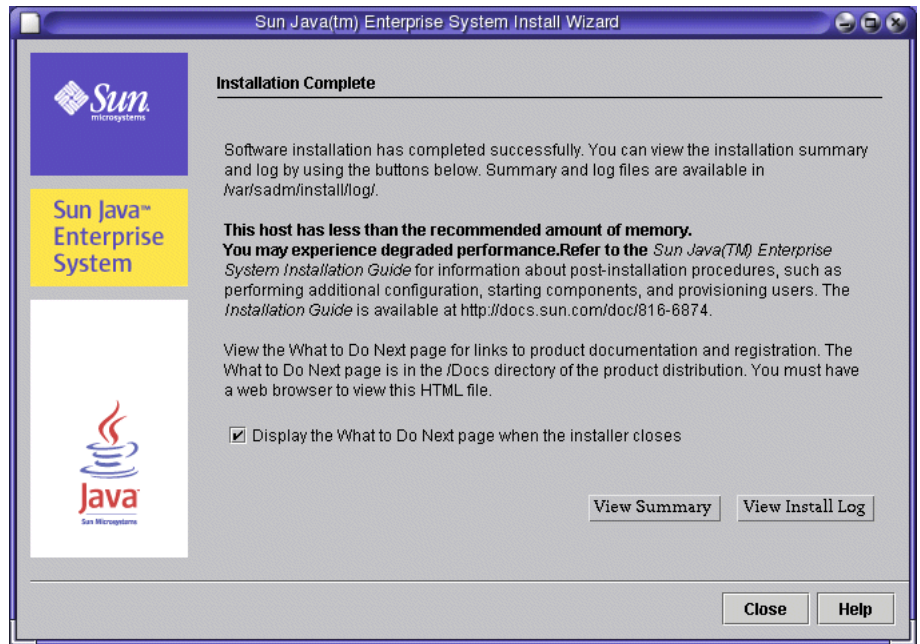 Sun Java(tm) Enterprise System Install Wizard
Sun
microsystems
Sun Java™
Enterprise
System
Java
Sun Microsystems
Installation Complete
Software installation has completed successfully. You can view the installation summary
and log by using the buttons below. Summary and log files are available in
/var/sadm/install/log/.
This host has less than the recommended amount of memory.
You may experience degraded performance.Refer to the Sun Java(TM) Enterprise
System Installation Guide for information about post-installation procedures, such as
performing additional configuration, starting components, and provisioning users. The
Installation Guide is available at http://docs.sun.com/doc/816-6874.
View the What to Do Next page for links to product documentation and registration. The
What to Do Next page is in the /Docs directory of the product distribution. You must have
a web browser to view this HTML file.
Display the What to Do Next page when the installer closes
View Summary
View Install Log
Close
Help